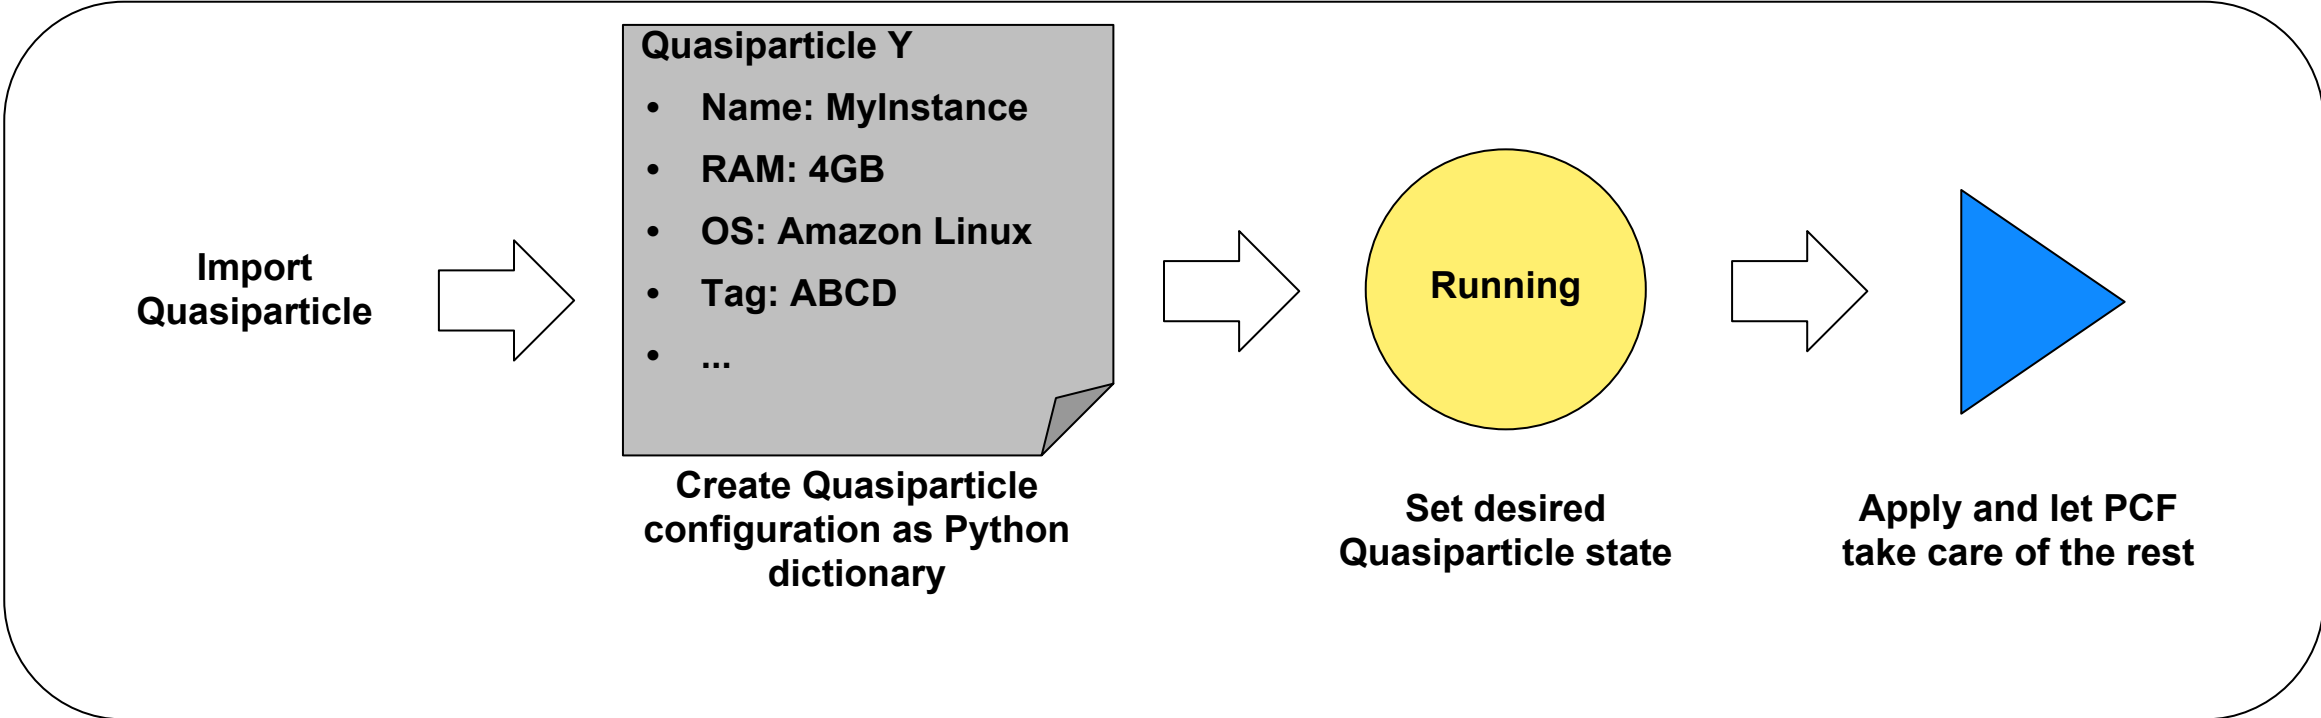 Import
Quasiparticle
Quasiparticle Y
• Name: MyInstance
• RAM: 4GB
• OS: Amazon Linux
• Tag: ABCD
• ...
Create Quasiparticle
configuration as Python
dictionary
Running
Set desired
Quasiparticle state
Apply and let PCF
take care of the rest